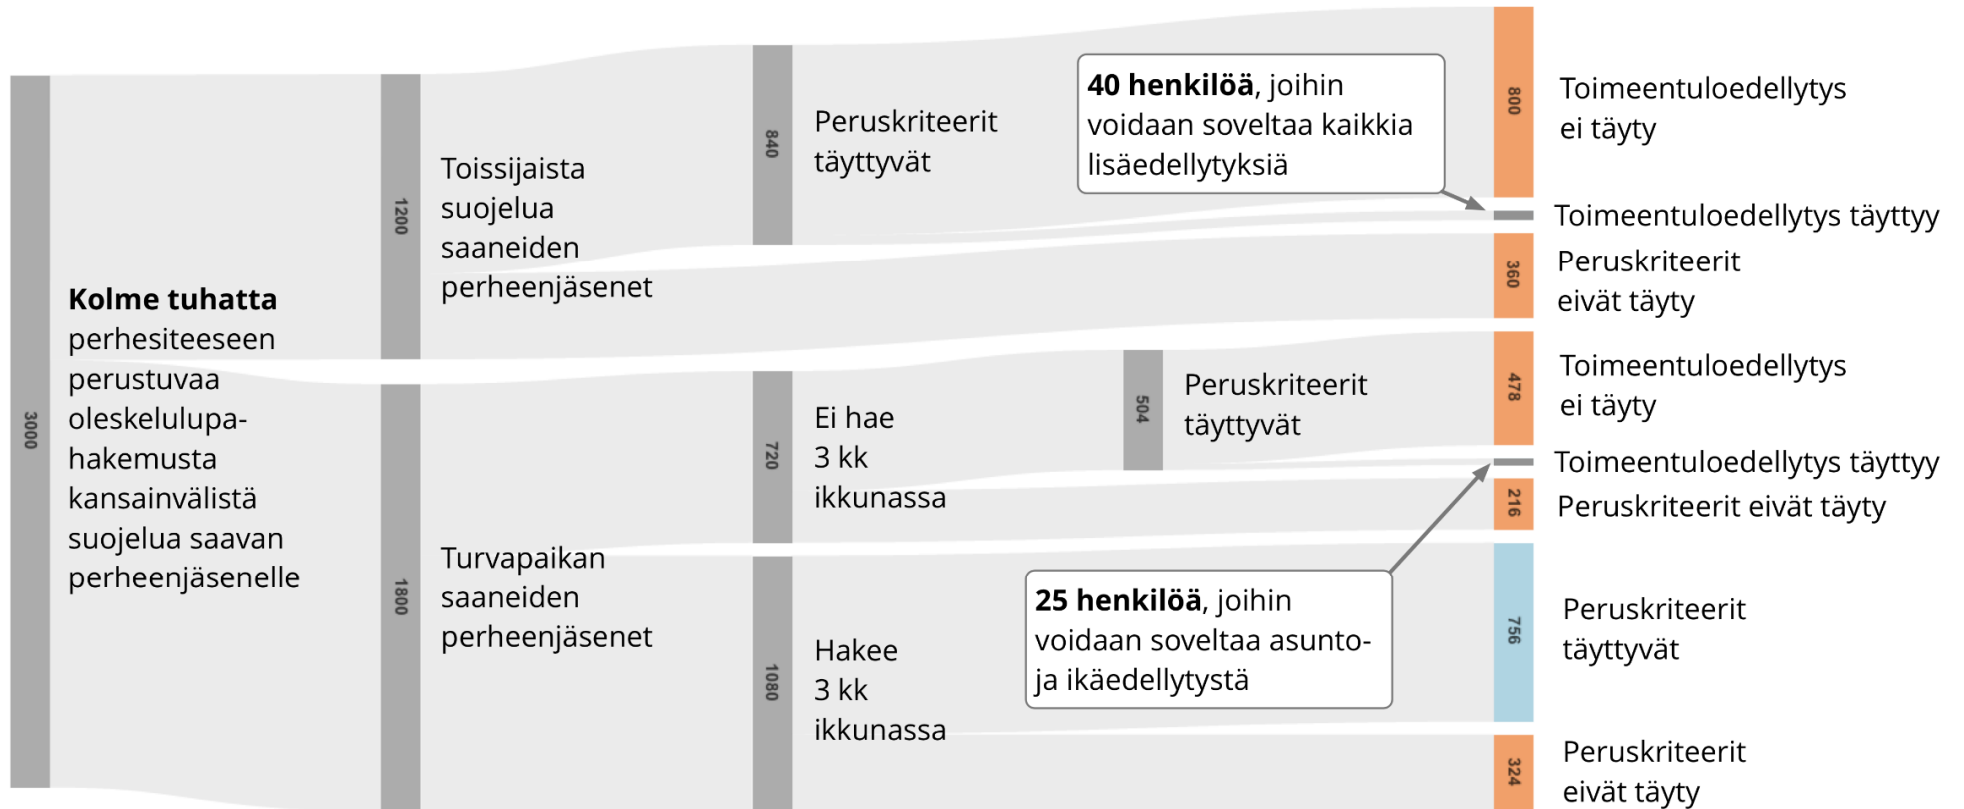 3000
Kolme tuhatta
perhesiteeseen
perustuvaa
oleskelulupa-
hakemusta
kansainvälistä
suojelua saavan
perheenjäsenelle
1200
Toissijaista
suojelua
saaneiden
perheenjäsenet
1800
Turvapaikan
saaneiden
perheenjäsenet
840
Peruskriteerit
täyttyvät
720
Ei hae
3 kk
ikkunassa
1080
Hakee
3 kk
ikkunassa
40 henkilöä, joihin
voidaan soveltaa kaikkia
lisäedellytyksiä
504
Peruskriteerit
täyttyvät
25 henkilöä, joihin
voidaan soveltaa asunto-
ja ikäedellytystä
800
Toimeentuloedellytys
ei täyty
Toimeentuloedellytys täyttyy
360
Peruskriteerit
eivät täyty
478
Toimeentuloedellytys
ei täyty
Toimeentuloedellytys täyttyy
216
Peruskriteerit eivät täyty
756
Peruskriteerit
täyttyvät
324
Peruskriteerit
eivät täyty